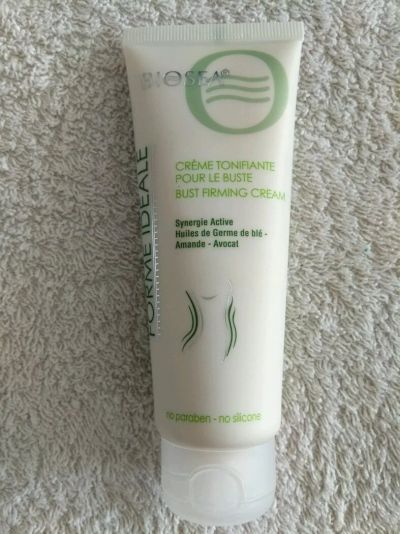 BIOSEA®
FORME IDEALE
CRÈME TONIFIANTE
POUR LE BUSTE
BUST FIRMING CREAM
Synergie Active
Huiles de Germe de blé -
Amande - Avocat
no paraben - no silicone